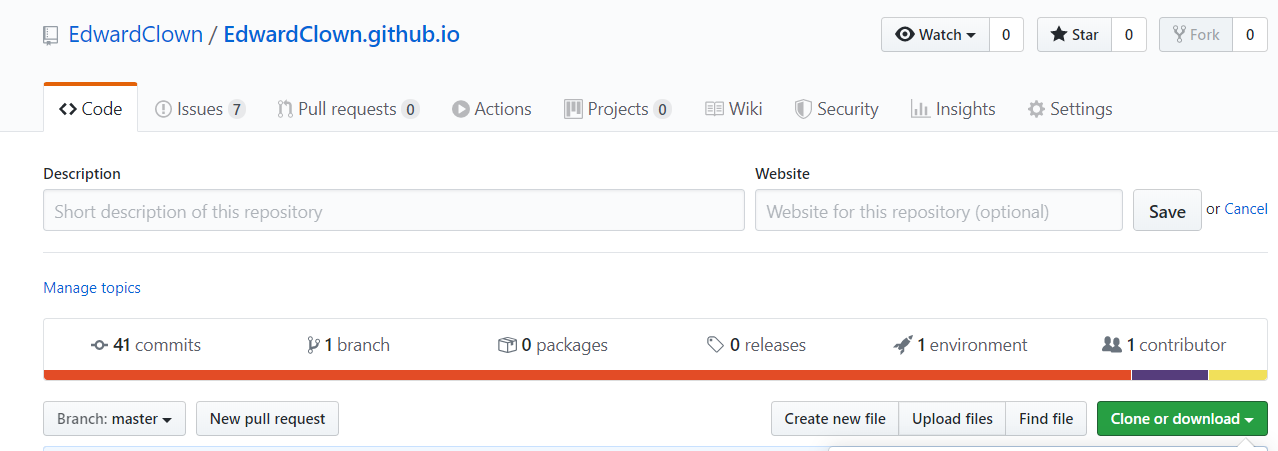 EdwardClown / EdwardClown.github.io Watch 0 Star 0 Fork 0
Code Issues 7 Pull requests 0 Actions Projects 0 Wiki Security Insights Settings
Description Website
Short description of this repository Website for this repository (optional) Save or Cancel
Manage topics
41 commits 1 branch 0 packages 0 releases 1 environment 1 contributor
Branch: master New pull request Create new file Upload files Find file Clone or download